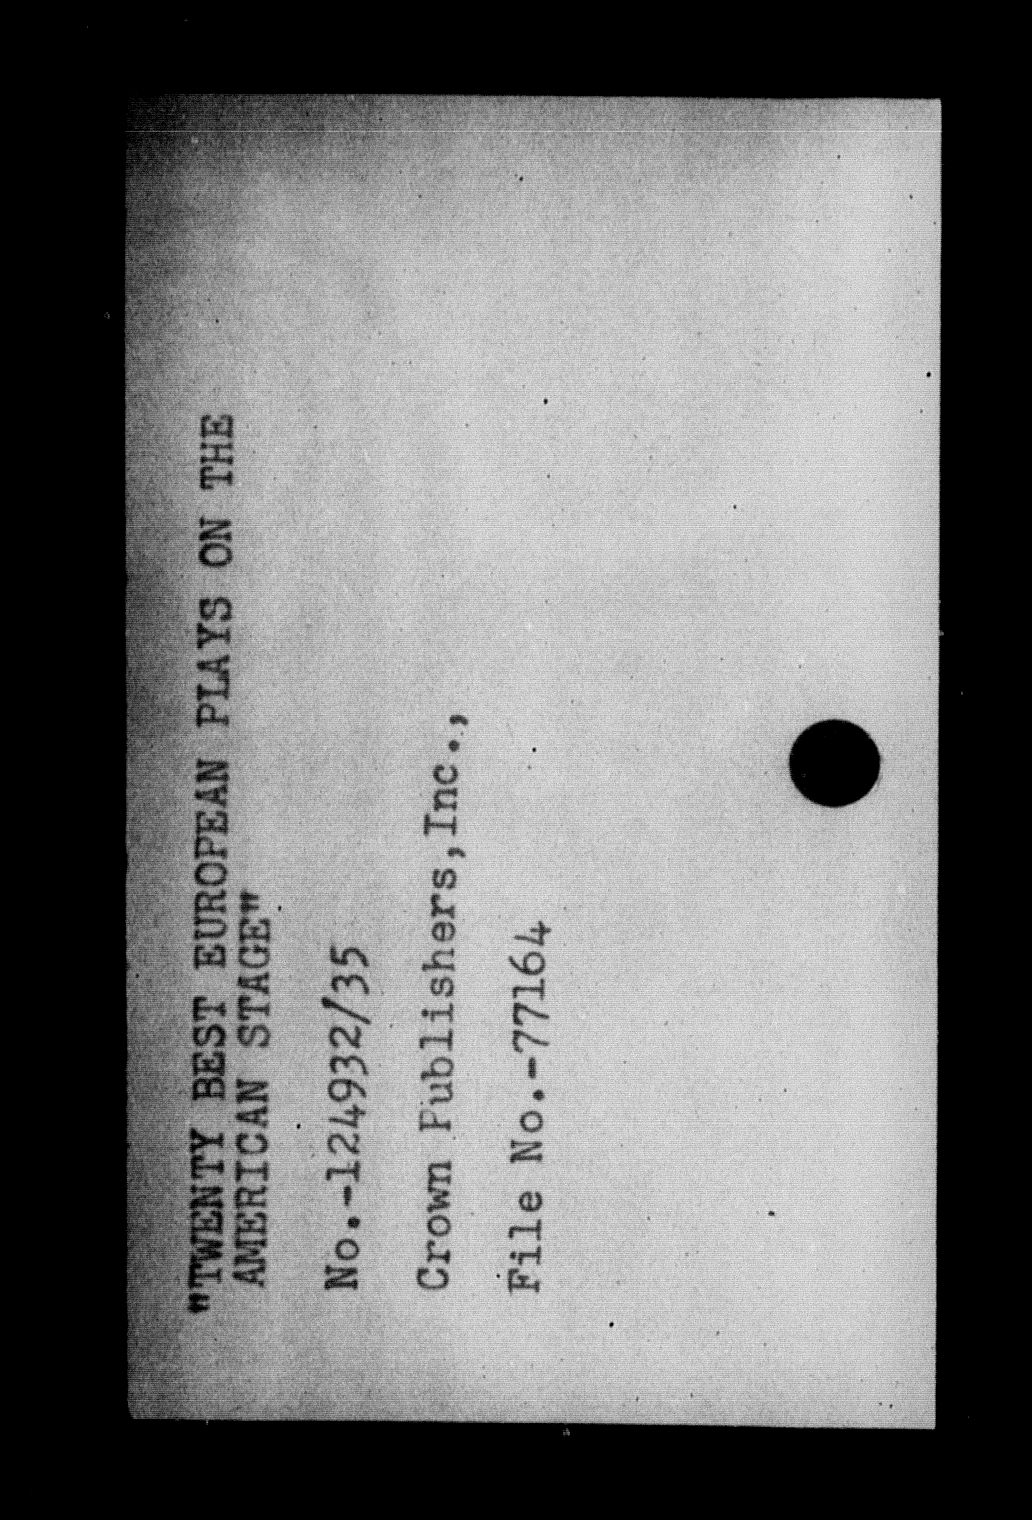 "TWENTY BEST EUROPEAN PLAYS ON THE
AMERICAN STAGE"
No.-124932/35
Crown Publishers,Inc.,
File No.-77164